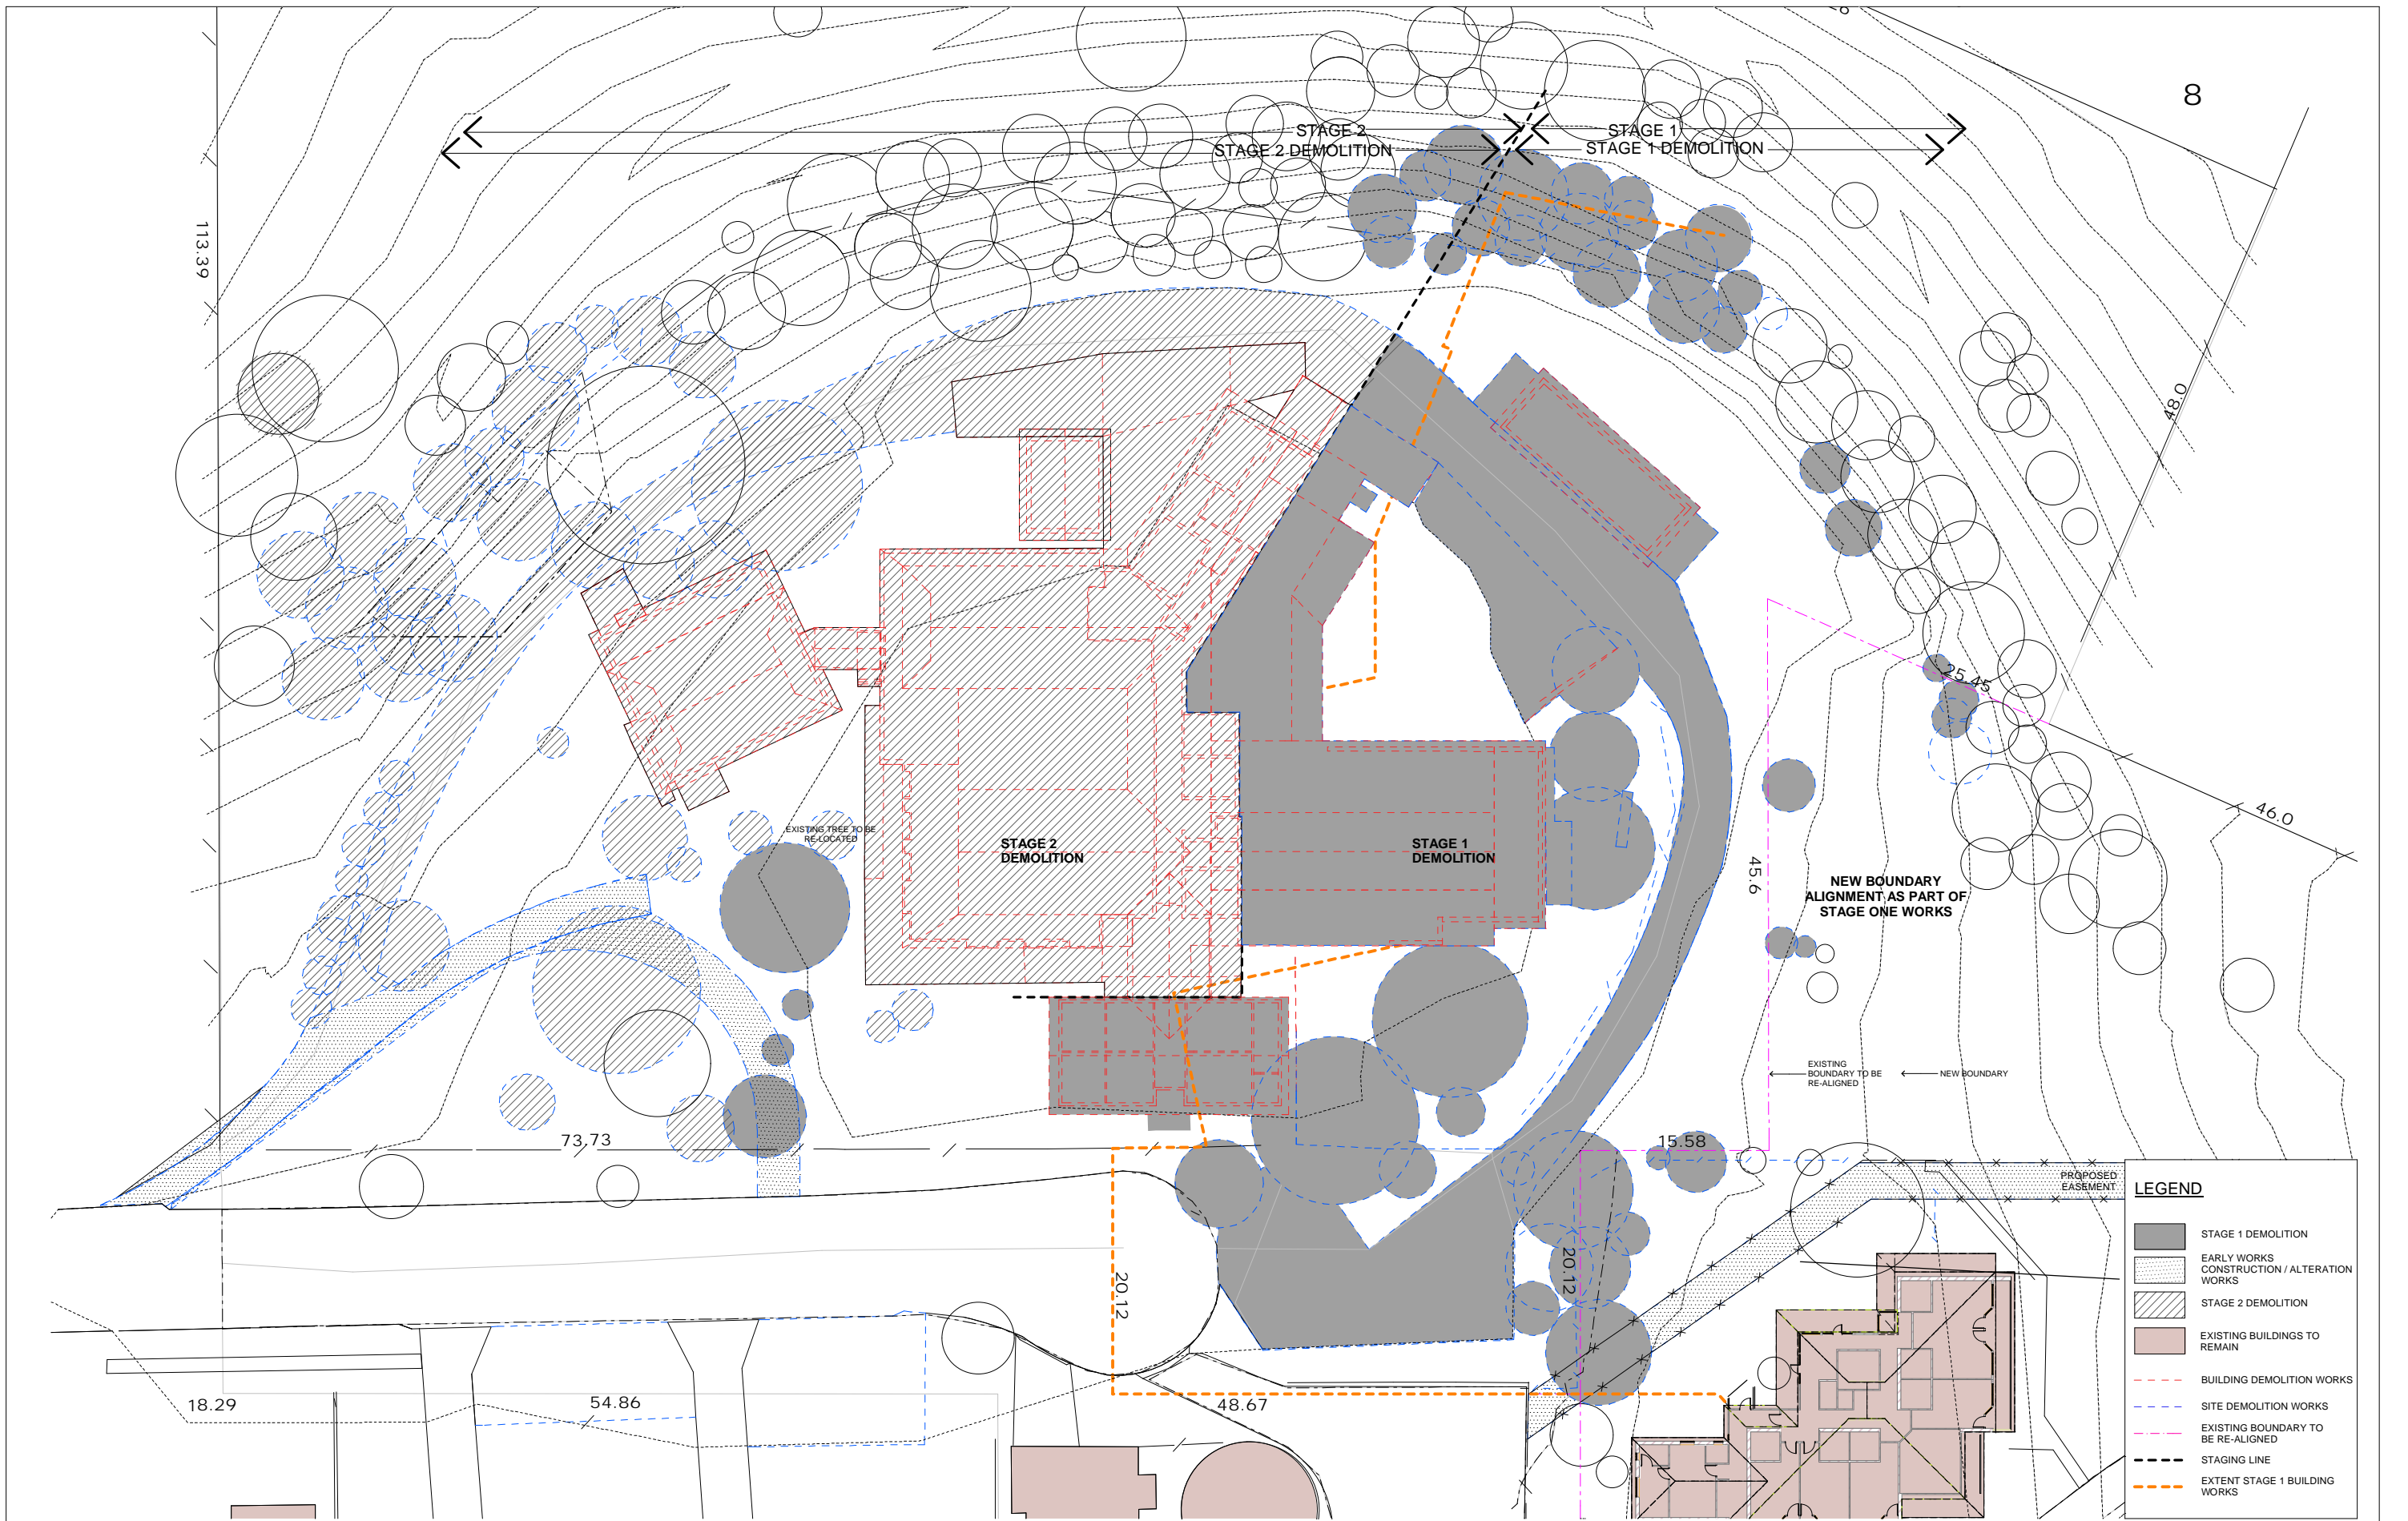 6
8
STAGE 2
STAGE 1
STAGE 2 DEMOLITION
STAGE 1 DEMOLITION
113.39
48.0
25.45
46.0
EXISTING TREE TO BE
RE-LOCATED
STAGE 2
DEMOLITION
STAGE 1
DEMOLITION
45.6
NEW BOUNDARY
ALIGNMENT AS PART OF
STAGE ONE WORKS
EXISTING
BOUNDARY TO BE
RE-ALIGNED
NEW BOUNDARY
73.73
15.58
20.12
20.12
18.29
54.86
48.67
PROPOSED
EASEMENT
LEGEND
STAGE 1 DEMOLITION
EARLY WORKS
CONSTRUCTION / ALTERATION
WORKS
STAGE 2 DEMOLITION
EXISTING BUILDINGS TO
REMAIN
BUILDING DEMOLITION WORKS
SITE DEMOLITION WORKS
EXISTING BOUNDARY TO
BE RE-ALIGNED
STAGING LINE
EXTENT STAGE 1 BUILDING
WORKS